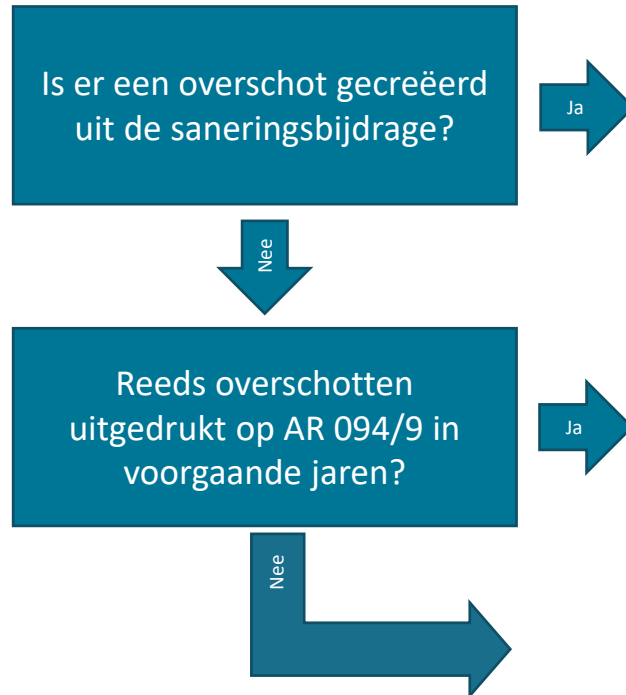 Is er een overschot gecreëerd
uit de saneringsbijdrage?
Ja
Nee
Reeds overschotten
uitgedrukt op AR 094/9 in
voorgaande jaren?
Ja
Nee